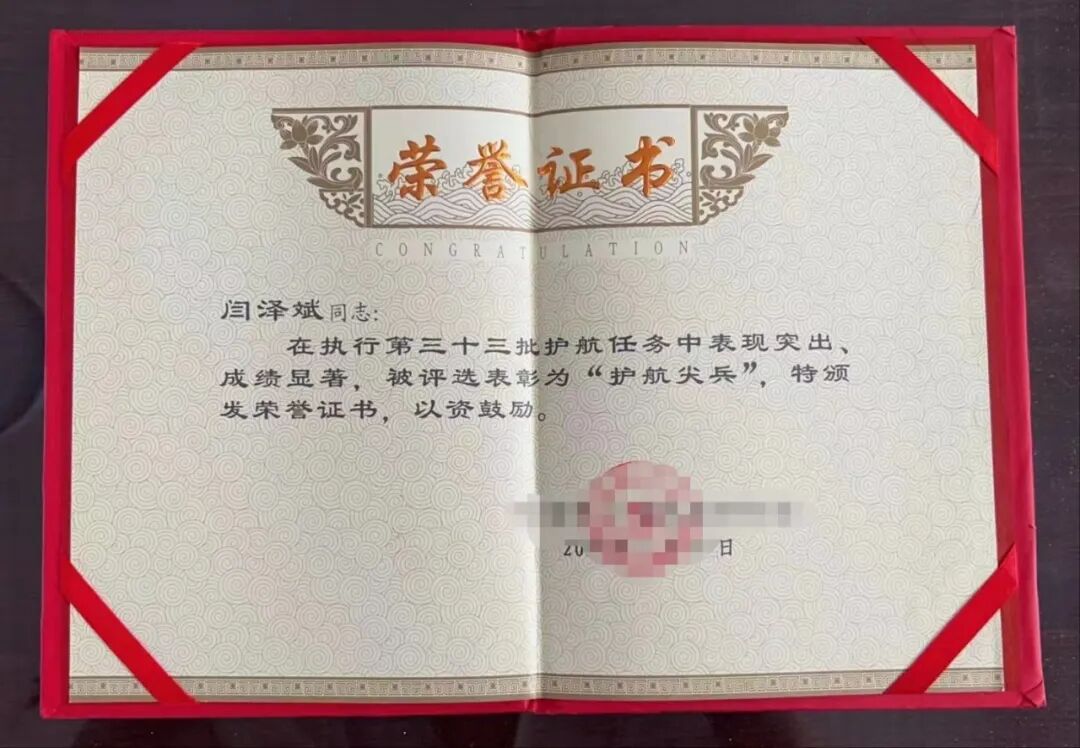 荣誉证书
CONGRATULATION
闫泽斌同志：
在执行第三十三批护航任务中表现突出、
成绩显著，被评选表彰为“护航尖兵”，特颁
发荣誉证书，以资鼓励。
20 日